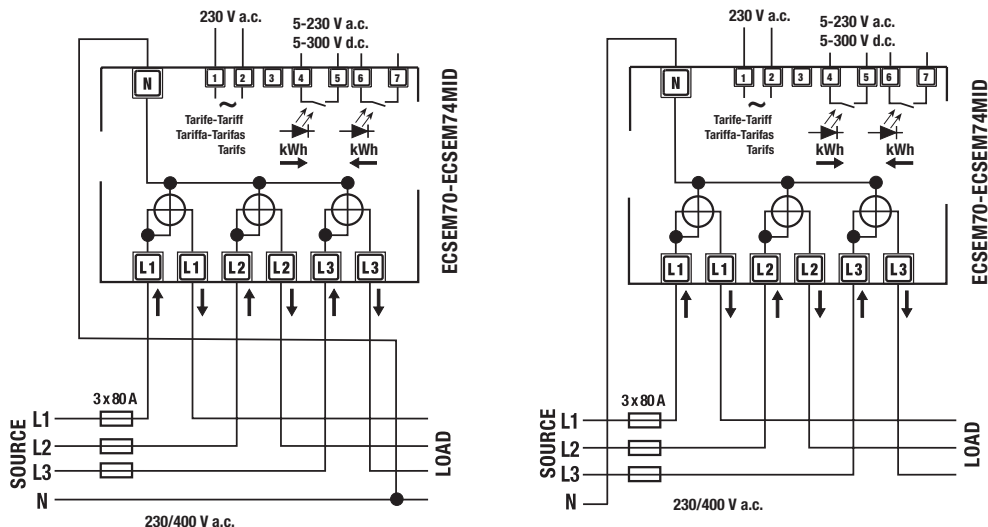 230 V a.c.
5-230 V a.c.
5-300 V d.c.
N
1 2 3 4 5 6 7
~
Tarife-Tariff
Tariffa-Tarifas
Tarifs
kWh kWh
L1 L1 L2 L2 L3 L3
ECSEM70-ECSEM74MID
3 x 80 A
SOURCE
L1
L2
L3
N
LOAD
230/400 V a.c.
230 V a.c.
5-230 V a.c.
5-300 V d.c.
N
1 2 3 4 5 6 7
~
Tarife-Tariff
Tariffa-Tarifas
Tarifs
kWh kWh
L1 L1 L2 L2 L3 L3
ECSEM70-ECSEM74MID
3 x 80 A
SOURCE
L1
L2
L3
N
LOAD
230/400 V a.c.